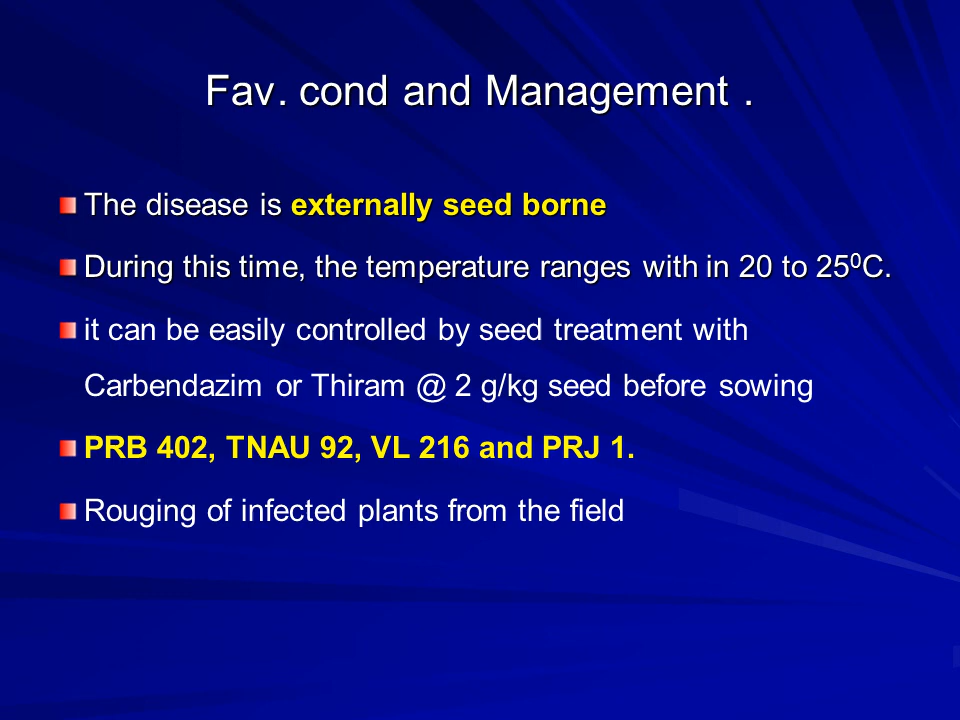 Fav. cond and Management .
The disease is externally seed borne
During this time, the temperature ranges with in 20 to 25⁰C.
it can be easily controlled by seed treatment with
Carbendazim or Thiram @ 2 g/kg seed before sowing
PRB 402, TNAU 92, VL 216 and PRJ 1.
Rouging of infected plants from the field